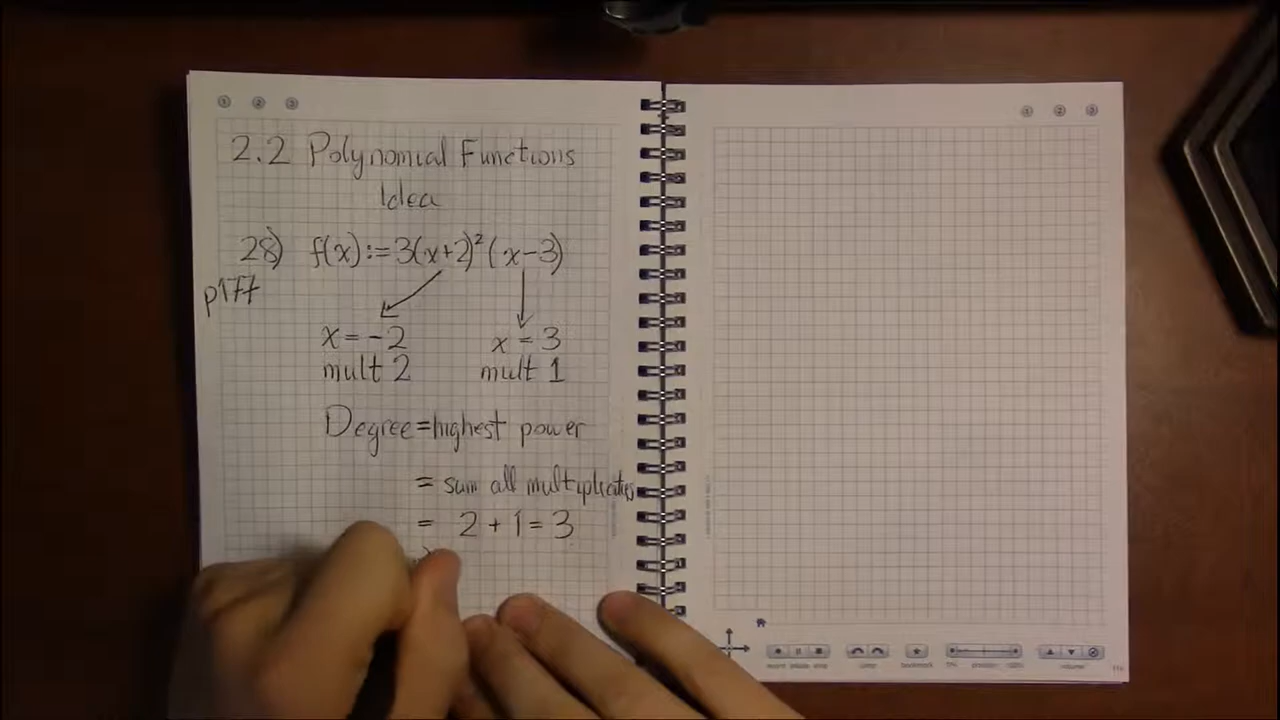 2.2 Polynomial Functions
Idea
28) f(x):=3(x+2)²(x-3)
p177
x=-2 x=3
mult 2 mult 1
Degree=highest power
= sum all multiplicities
= 2+1=3